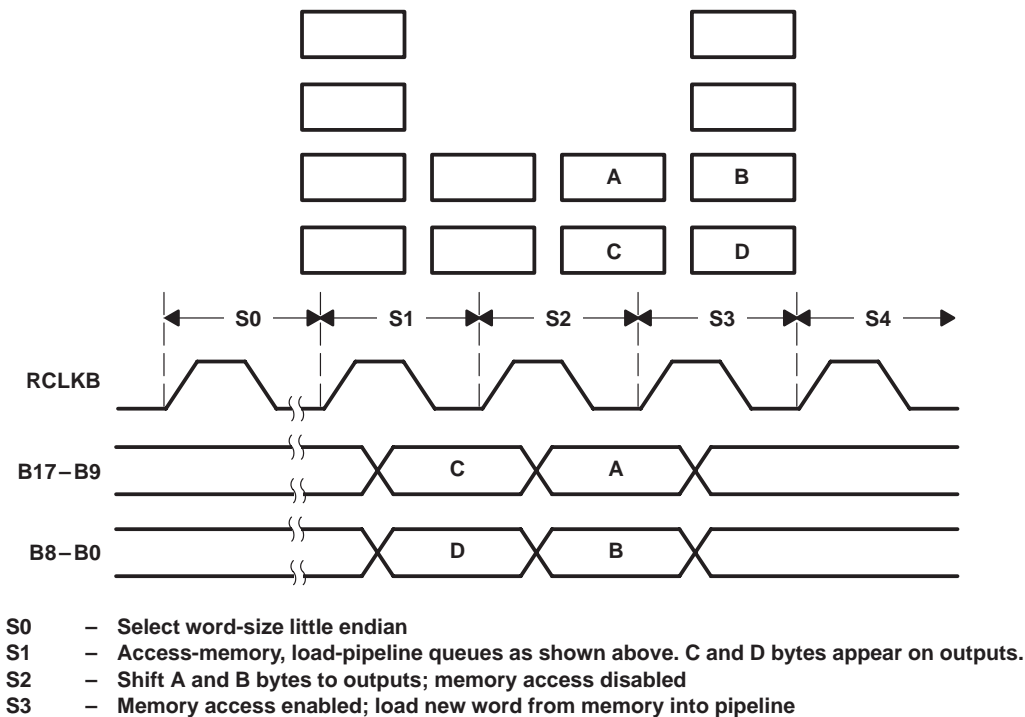 A B
C D
S0 S1 S2 S3 S4
RCLKB
B17–B9 C A
B8–B0 D B
S0 – Select word-size little endian
S1 – Access-memory, load-pipeline queues as shown above. C and D bytes appear on outputs.
S2 – Shift A and B bytes to outputs; memory access disabled
S3 – Memory access enabled; load new word from memory into pipeline